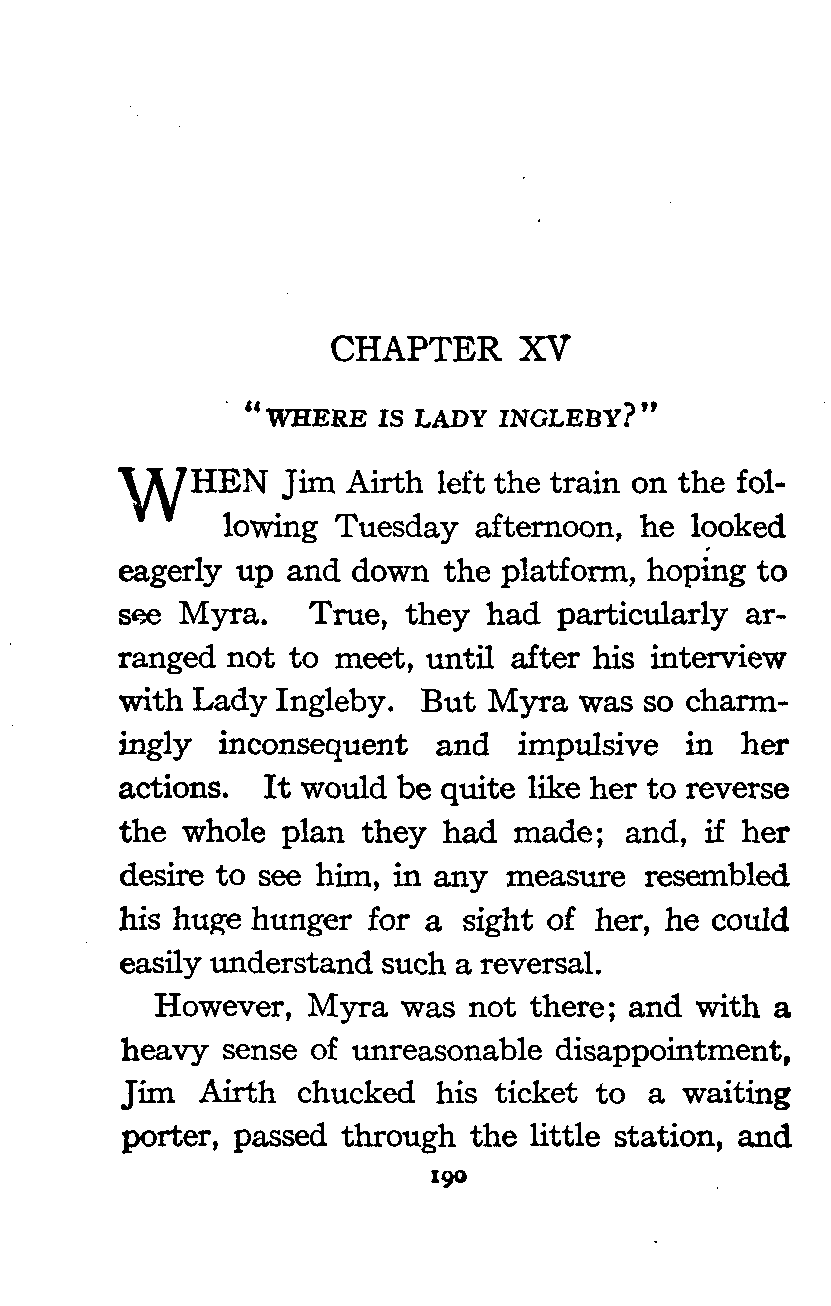 CHAPTER XV
"WHERE IS LADY INGLEBY?"
WHEN Jim Airth left the train on the fol-
lowing Tuesday afternoon, he looked
eagerly up and down the platform, hoping to
see Myra. True, they had particularly ar-
ranged not to meet, until after his interview
with Lady Ingleby. But Myra was so charm-
ingly inconsequent and impulsive in her
actions. It would be quite like her to reverse
the whole plan they had made; and, if her
desire to see him, in any measure resembled
his huge hunger for a sight of her, he could
easily understand such a reversal.
However, Myra was not there; and with a
heavy sense of unreasonable disappointment,
Jim Airth chucked his ticket to a waiting
porter, passed through the little station, and
190